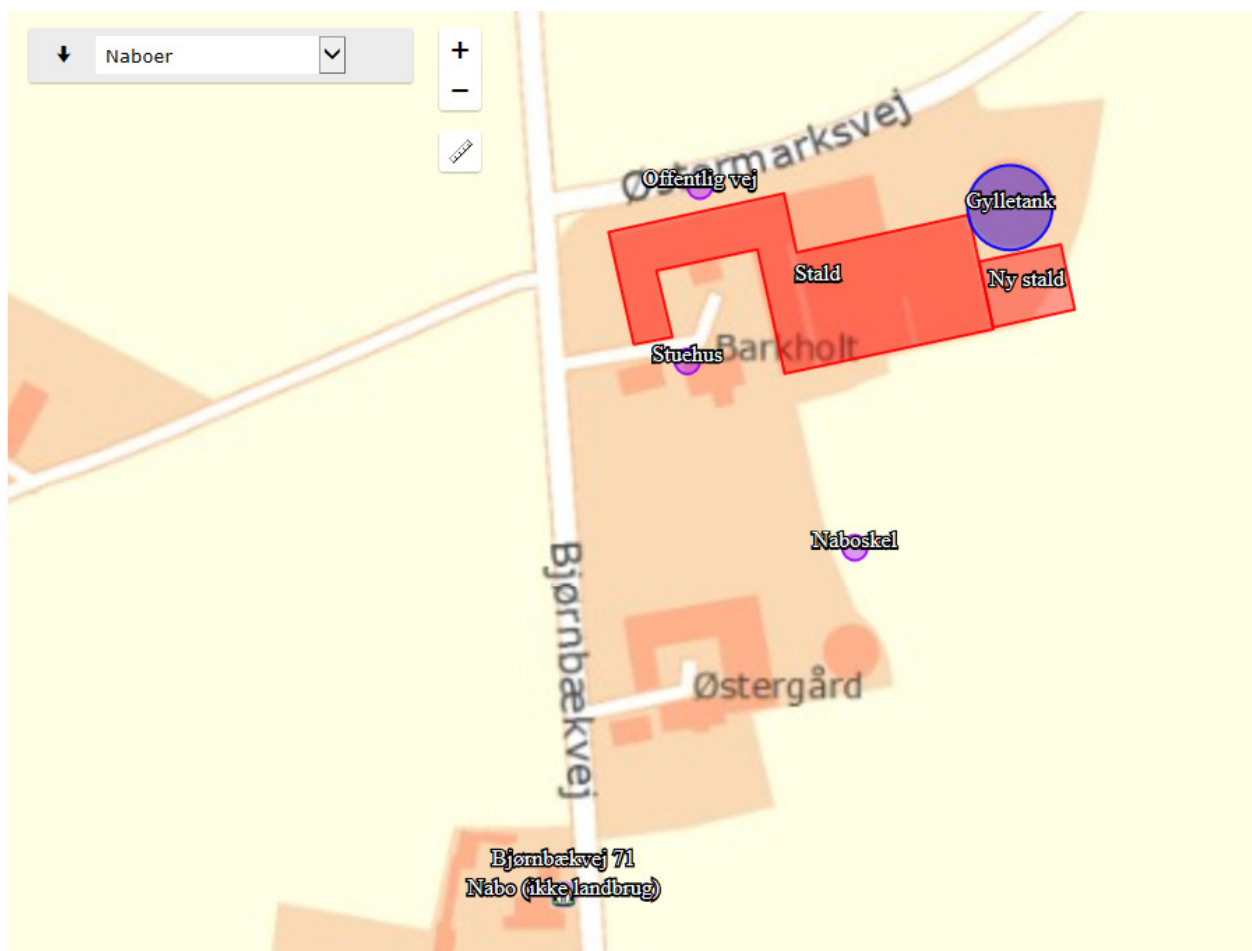 Naboer
+
−
Østermarksvej
Offentlig vej
Gylletank
Stald
Ny stald
Stuehus
Barkholt
Naboskel
Bjørnbækvej
Østergård
Bjørnbækvej 71
Nabo (ikke landbrug)